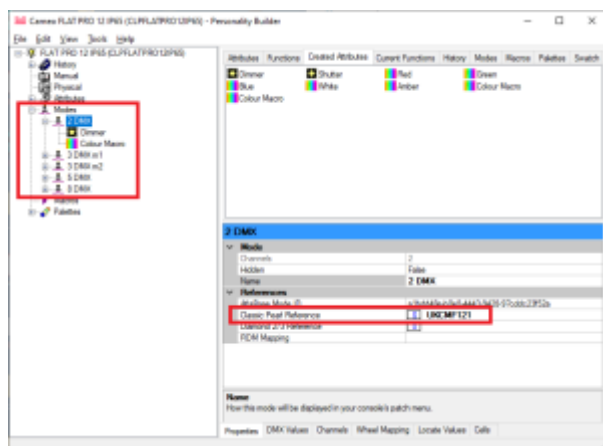 Cameo FLAT PRO 12 IP65 (CLPFLATPRO12IP65) - Personality Builder
File Edit View Tools Help
FLAT PRO 12 IP65 (CLPFLATPRO12IP65)
History
Manual
Physical
Attributes
Modes
2 DMX
Dimmer
Colour Macro
3 DMX m1
3 DMX m2
5 DMX
8 DMX
Macros
Palettes
Attributes Functions Created Attributes Current Functions History Modes Macros Palettes Swatch
Dimmer Shutter Red Green
Blue White Amber Colour Macro
Colour Macro
2 DMX
Mode
Channels 2
Hidden False
Name 2 DMX
References
Classic Pearl Reference UKCMF121
Diamond 2/3 Reference
RDM Mapping
Name
How this mode will be displayed in your console's patch menu.
Properties DMX Values Channels Wheel Mapping Locate Values Cells